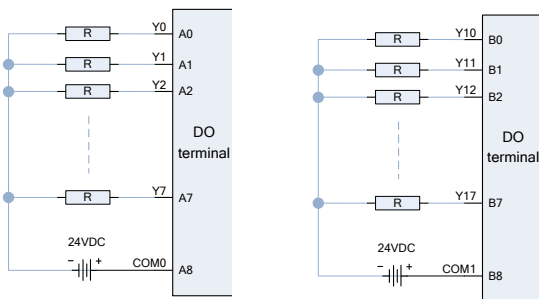 Y0
R
A0
Y1
R
A1
Y2
R
A2
DO
terminal
Y7
R
A7
24VDC
- +
COM0
A8
Y10
R
B0
Y11
R
B1
Y12
R
B2
DO
terminal
Y17
R
B7
24VDC
- +
COM1
B8